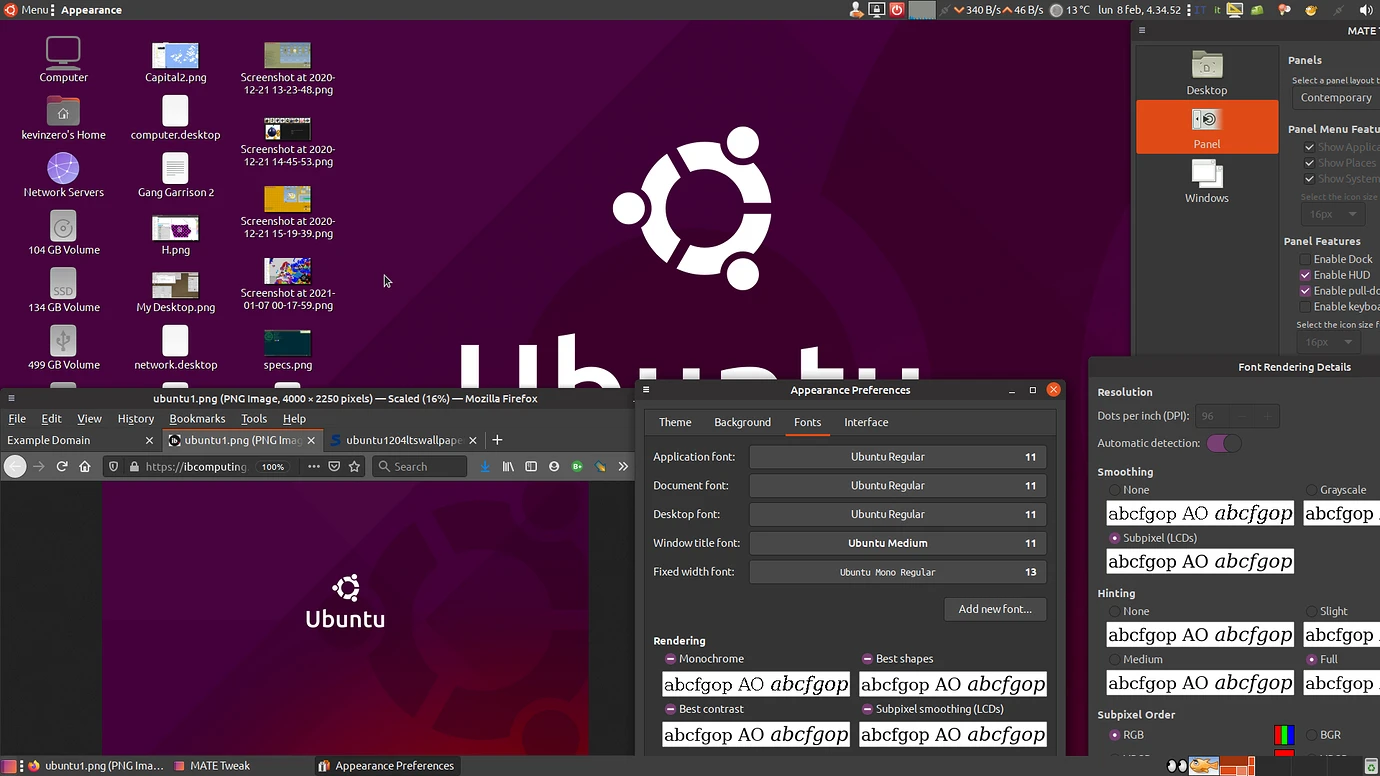 Menu
Appearance
340 B/s 46 B/s
13 °C
lun 8 feb, 4.34.52
IT
it
Computer
Capital2.png
Screenshot at 2020-
12-21 13-23-48.png
kevinzero's Home
computer.desktop
Screenshot at 2020-
12-21 14-45-53.png
Network Servers
Gang Garrison 2
Screenshot at 2020-
12-21 15-19-39.png
104 GB Volume
H.png
SSD
134 GB Volume
My Desktop.png
Screenshot at 2021-
01-07 00-17-59.png
499 GB Volume
network.desktop
specs.png
Ubuntu
MATE T
Desktop
Panel
Windows
Panels
Select a panel layout t
Contemporary
Panel Menu Featu
Show Applica
Show Places
Show System
Select the icon size
16px
Panel Features
Enable Dock
Enable HUD
Enable pull-do
Enable keyboa
Select the icon size f
16px
ubuntu1.png (PNG Image, 4000 × 2250 pixels) — Scaled (16%) — Mozilla Firefox
File Edit View History Bookmarks Tools Help
Example Domain
ubuntu1.png (PNG Imag
ubuntu1204ltswallpape
https://ibcomputing.
100%
Search
Ubuntu
Appearance Preferences
Theme Background Fonts Interface
Application font: Ubuntu Regular 11
Document font: Ubuntu Regular 11
Desktop font: Ubuntu Regular 11
Window title font: Ubuntu Medium 11
Fixed width font: Ubuntu Mono Regular 13
Add new font...
Rendering
Monochrome Best shapes
abcfgop AO abcfgop abcfgop AO abcfgop
Best contrast Subpixel smoothing (LCDs)
abcfgop AO abcfgop abcfgop AO abcfgop
Font Rendering Details
Resolution
Dots per inch (DPI): 96
Automatic detection:
Smoothing
None Grayscale
abcfgop AO abcfgop abcfgop
Subpixel (LCDs)
abcfgop AO abcfgop
Hinting
None Slight
abcfgop AO abcfgop abcfgop
Medium Full
abcfgop AO abcfgop abcfgop
Subpixel Order
RGB BGR
ubuntu1.png (PNG Ima...
MATE Tweak
Appearance Preferences